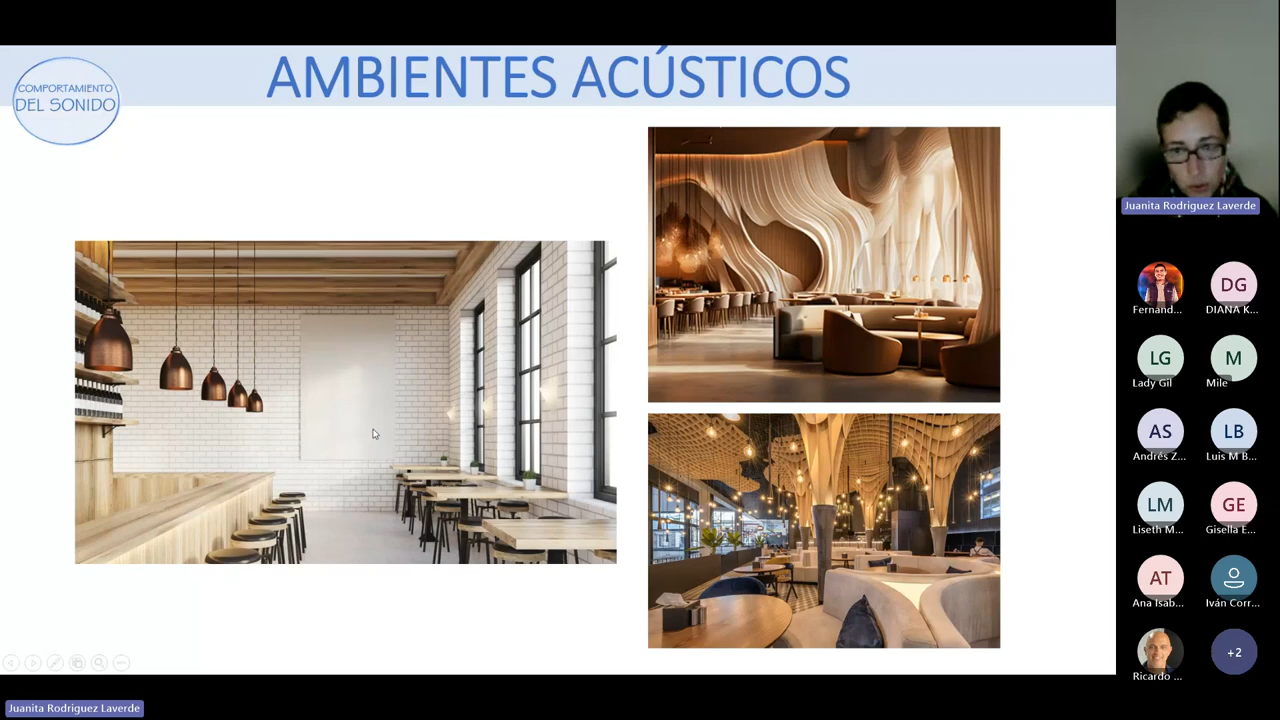 COMPORTAMIENTO
DEL SONIDO
AMBIENTES ACÚSTICOS
Juanita Rodriguez Laverde
Fernand...
DG
DIANA K...
LG
Lady Gil
M
Mile
AS
Andrés Z...
LB
Luis M B...
LM
Liseth M...
GE
Gisella E...
AT
Ana Isab...
Iván Corr...
Ricardo ...
+2
Juanita Rodriguez Laverde